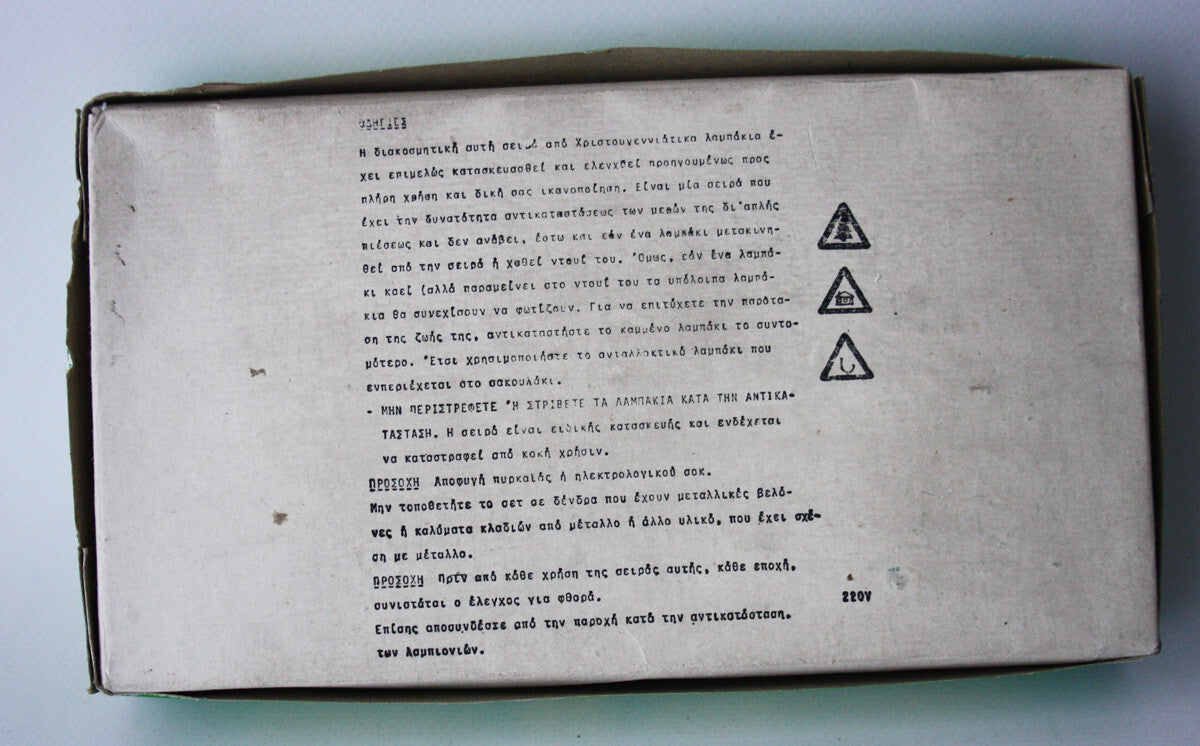 ΟΔΗΓΙΕΣ
Η διακοσμητική αυτή σειρά από Χριστουγεννιάτικα λαμπάκια έ-
χει επιμελώς κατασκευασθεί και ελενχθεί προηγουμένως προς
πλήρη χρήση και δική σας ικανοποίηση. Είναι μία σειρά που
έχει την δυνατότητα αντικαταστάσεως των μερών της δι'απλής
πιέσεως και δεν ανάβει, έστω και εάν ένα λαμπάκι μετακινη-
θεί από την σειρά ή χαθεί ντουί του. 'Ομως, εάν ένα λαμπά-
κι καεί (αλλά παραμείνει στο ντουί του τα υπόλοιπα λαμπά-
κια θα συνεχίσουν να φωτίζουν. Για να επιτύχετε την παράτα-
ση της ζωής της, αντικαταστήστε το καμμένο λαμπάκι το συντο-
μότερο. 'Ετσι χρησιμοποιήστε το ανταλλακτικό λαμπάκι που
ενπεριέχεται στο σακουλάκι.
- ΜΗΝ ΠΕΡΙΣΤΡΕΦΕΤΕ 'Η ΣΤΡΙΒΕΤΕ ΤΑ ΛΑΜΠΑΚΙΑ ΚΑΤΑ ΤΗΝ ΑΝΤΙΚΑ-
ΤΑΣΤΑΣΗ. Η σειρά είναι ειδικής κατασκευής και ενδέχεται
να καταστραφεί από κακή χρήσιν.
ΠΡΟΣΟΧΗ Αποφυγή πυρκαϊάς ή ηλεκτρολογικού σοκ.
Μην τοποθετήτε το σετ σε δένδρα που έχουν μεταλλικές βελό-
νες ή καλύματα κλαδιών από μέταλλο ή άλλο υλικό, που έχει σχέ-
ση με μέταλλο.
ΠΡΟΣΟΧΗ Πρίν από κάθε χρήση της σειράς αυτής, κάθε εποχή,
συνιστάται ο έλεγχος για φθορά.
220V
Επίσης αποσυνδέστε από την παροχή κατά την αντικατάσταση.
των λαμπιονιών.